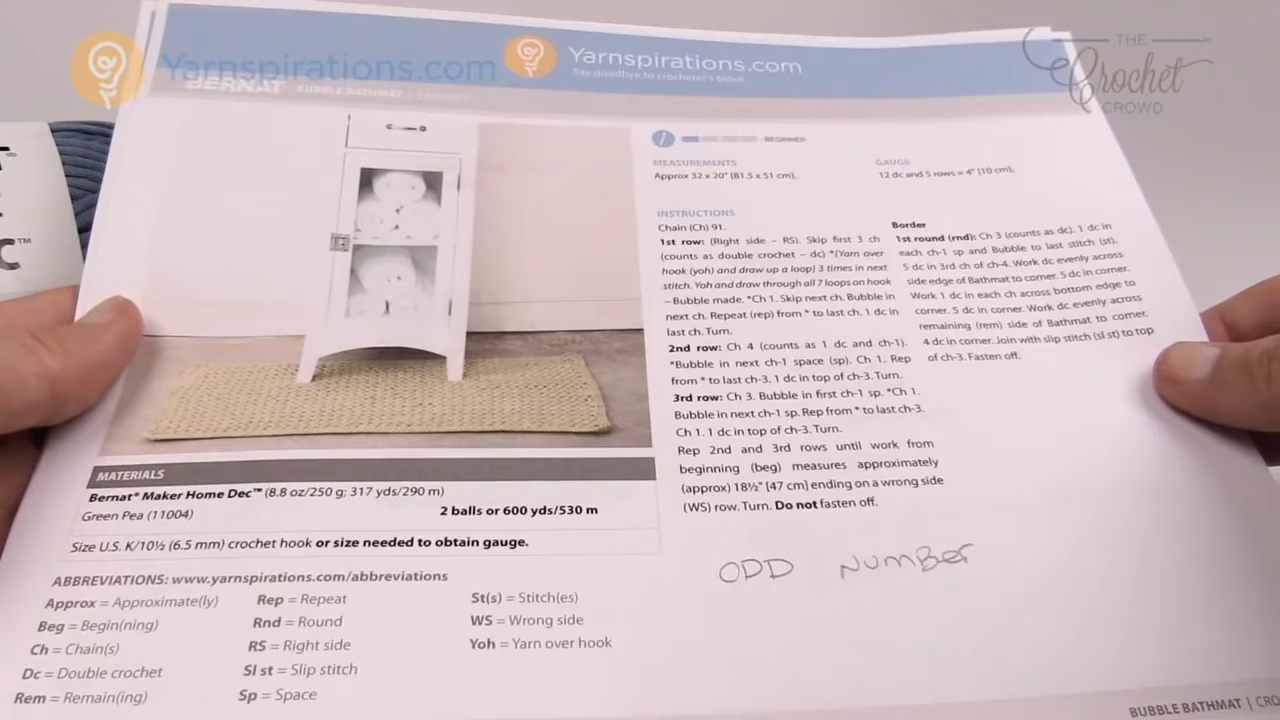 Yarnspirations.com
Yarnspirations.com
Say goodbye to crocheter's block
THE
Crochet
CROWD
BERNAT BUBBLE BATHMAT | CROCHET
BEGINNER
MEASUREMENTS
Approx 32 x 20" [81.5 x 51 cm].
GAUGE
12 dc and 5 rows = 4" [10 cm].
INSTRUCTIONS
Chain (Ch) 91.
1st row: (Right side – RS). Skip first 3 ch
(counts as double crochet – dc) *[Yarn over
hook (yoh) and draw up a loop] 3 times in next
stitch. Yoh and draw through all 7 loops on hook
– Bubble made. *Ch 1. Skip next ch. Bubble in
next ch. Repeat (rep) from * to last ch. 1 dc in
last ch. Turn.
2nd row: Ch 4 (counts as 1 dc and ch-1).
*Bubble in next ch-1 space (sp). Ch 1. Rep
from * to last ch-3. 1 dc in top of ch-3. Turn.
3rd row: Ch 3. Bubble in first ch-1 sp. *Ch 1.
Bubble in next ch-1 sp. Rep from * to last ch-3.
Ch 1. 1 dc in top of ch-3. Turn.
Rep 2nd and 3rd rows until work from
beginning (beg) measures approximately
(approx) 18½" [47 cm] ending on a wrong side
(WS) row. Turn. Do not fasten off.
Border
1st round (rnd): Ch 3 (counts as dc). 1 dc in
each ch-1 sp and Bubble to last stitch (st).
5 dc in 3rd ch of ch-4. Work dc evenly across
side edge of Bathmat to corner. 5 dc in corner.
Work 1 dc in each ch across bottom edge to
corner. 5 dc in corner. Work dc evenly across
remaining (rem) side of Bathmat to corner.
4 dc in corner. Join with slip stitch (sl st) to top
of ch-3. Fasten off.
ODD NUMBER
MATERIALS
Bernat® Maker Home Dec™ (8.8 oz/250 g; 317 yds/290 m)
Green Pea (11004) 2 balls or 600 yds/530 m
Size U.S. K/10½ (6.5 mm) crochet hook or size needed to obtain gauge.
ABBREVIATIONS: www.yarnspirations.com/abbreviations
Approx = Approximate(ly)
Beg = Begin(ning)
Ch = Chain(s)
Dc = Double crochet
Rem = Remain(ing)
Rep = Repeat
Rnd = Round
RS = Right side
Sl st = Slip stitch
Sp = Space
St(s) = Stitch(es)
WS = Wrong side
Yoh = Yarn over hook
BUBBLE BATHMAT | CRO